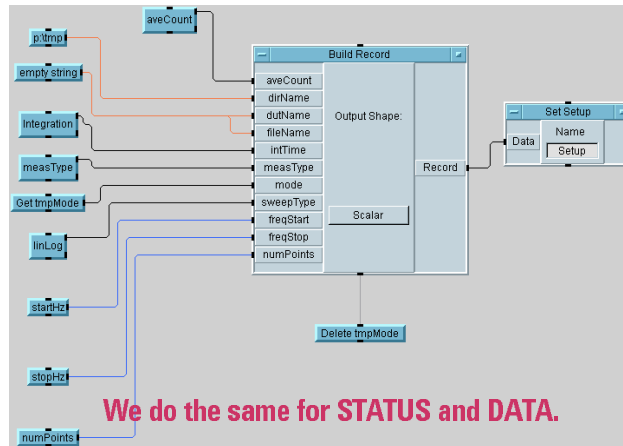 aveCount
p:\tmp
empty string
Integration
measType
Get tmpMode
linLog
startHz
stopHz
numPoints
Build Record
aveCount
dirName
dutName
fileName
intTime
measType
mode
sweepType
freqStart
freqStop
numPoints
Output Shape:
Scalar
Record
Set Setup
Data
Name
Setup
Delete tmpMode
We do the same for STATUS and DATA.